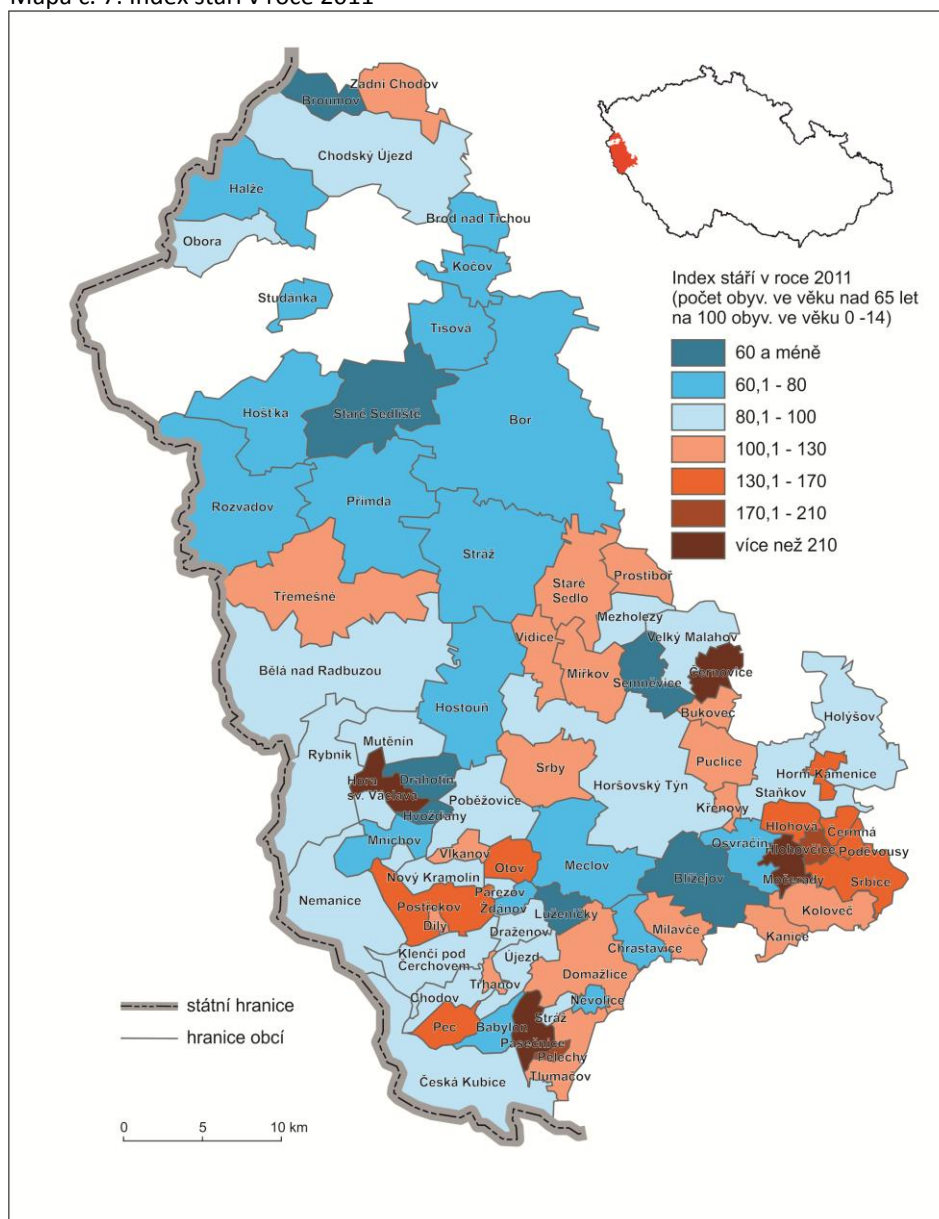 Mapa č. 7: Index stáří v roce 2011
Zadní Chodov
Broumov
Chodský Újezd
Halže
Brod nad Tichou
Obora
Kočov
Studánka
Tisová
Index stáří v roce 2011
(počet obyv. ve věku nad 65 let
na 100 obyv. ve věku 0 -14)
60 a méně
60,1 - 80
80,1 - 100
100,1 - 130
130,1 - 170
170,1 - 210
více než 210
Hošťka
Staré Sedliště
Bor
Rozvadov
Přimda
Stráž
Třemešné
Staré
Sedlo
Prostiboř
Mezholezy
Velký Malahov
Vidice
Mířkov
Semněvice
Černovice
Bělá nad Radbuzou
Hostouň
Bukovec
Holýšov
Rybník
Mutěnín
Puclice
Hora
sv. Václava
Drahotín
Srby
Horšovský Týn
Horní Kamenice
Staňkov
Hvožďany
Poběžovice
Křenovy
Mnichov
Hlohová
Čermná
Osvračín
Hlohovčice
Poděvousy
Vlkanov
Otov
Meclov
Močerady
Srbice
Nemanice
Nový Kramolín
Blížejov
Pařezov
Postřekov
Ždánov
Luženičky
Koloveč
Díly
Draženov
Milavče
Kanice
Klenčí pod
Čerchovem
Újezd
Chrastavice
Domažlice
Trhanov
Chodov
Nevolice
Pec
Babylon
Stráž
Pasečnice
Pelechy
Tlumačov
Česká Kubice
státní hranice
hranice obcí
0 5 10 km